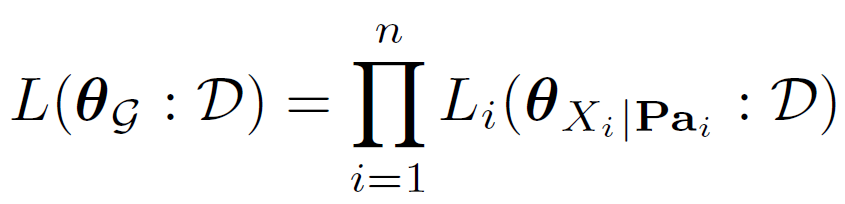 L(θ_𝒢 : 𝒟) = ∏_{i=1}^{n} L_i(θ_{X_i|Pa_i} : 𝒟)